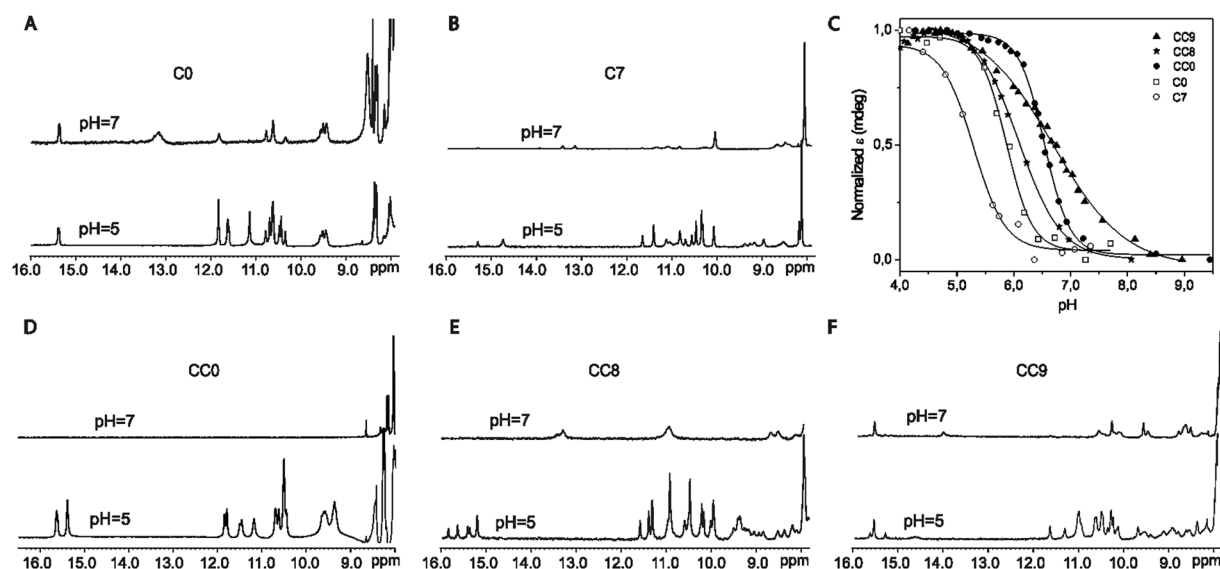 A
C0
pH=7
pH=5
16.0 15.0 14.0 13.0 12.0 11.0 10.0 9.0 ppm
B
C7
pH=7
pH=5
16.0 15.0 14.0 13.0 12.0 11.0 10.0 9.0 ppm
C
Normalized ε (mdeg)
1,0
0,5
0,0
CC9
CC8
CC0
C0
C7
4,0 5,0 6,0 7,0 8,0 9,0
pH
D
CC0
pH=7
pH=5
16.0 15.0 14.0 13.0 12.0 11.0 10.0 9.0 ppm
E
CC8
pH=7
pH=5
16.0 15.0 14.0 13.0 12.0 11.0 10.0 9.0 ppm
F
CC9
pH=7
pH=5
16.0 15.0 14.0 13.0 12.0 11.0 10.0 9.0 ppm